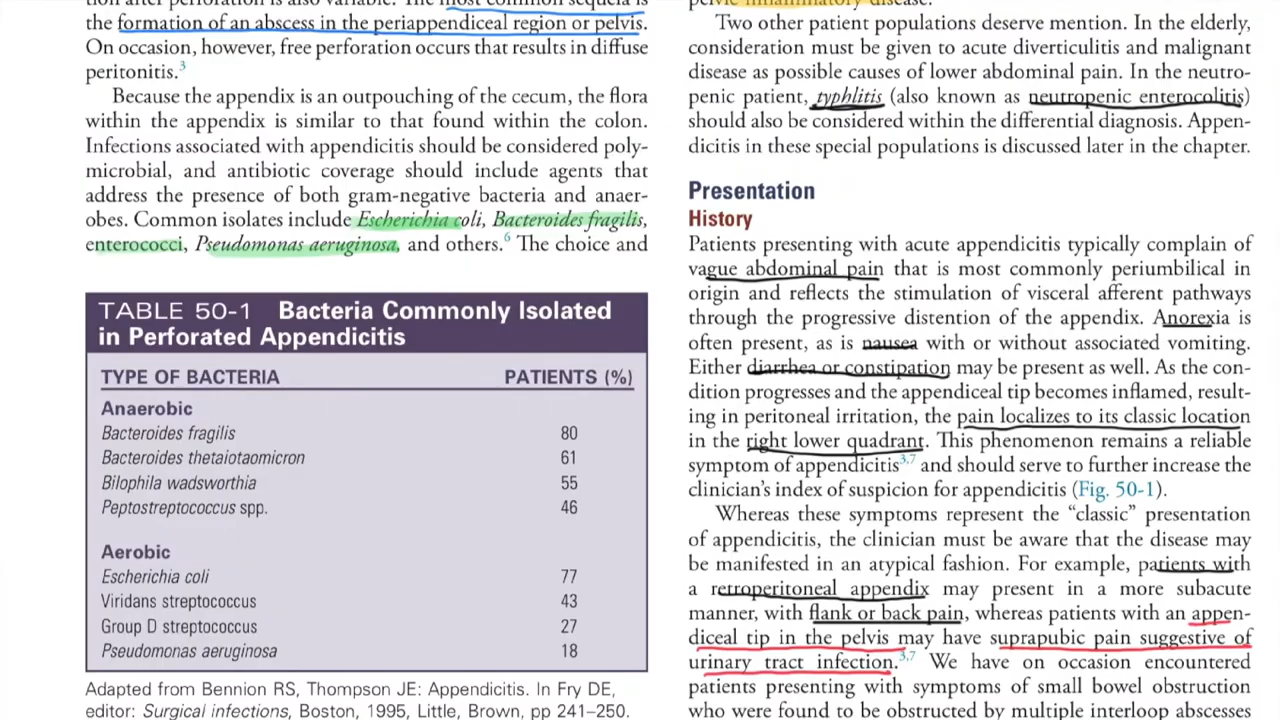 tion after perforation is also variable. The most common sequela is
the formation of an abscess in the periappendiceal region or pelvis.
On occasion, however, free perforation occurs that results in diffuse
peritonitis.3
Because the appendix is an outpouching of the cecum, the flora
within the appendix is similar to that found within the colon.
Infections associated with appendicitis should be considered poly-
microbial, and antibiotic coverage should include agents that
address the presence of both gram-negative bacteria and anaer-
obes. Common isolates include Escherichia coli, Bacteroides fragilis,
enterococci, Pseudomonas aeruginosa, and others.6 The choice and
TABLE 50-1 Bacteria Commonly Isolated
in Perforated Appendicitis
TYPE OF BACTERIA PATIENTS (%)
Anaerobic
Bacteroides fragilis 80
Bacteroides thetaiotaomicron 61
Bilophila wadsworthia 55
Peptostreptococcus spp. 46
Aerobic
Escherichia coli 77
Viridans streptococcus 43
Group D streptococcus 27
Pseudomonas aeruginosa 18
Adapted from Bennion RS, Thompson JE: Appendicitis. In Fry DE,
editor: Surgical infections, Boston, 1995, Little, Brown, pp 241–250.
pelvic inflammatory disease.
Two other patient populations deserve mention. In the elderly,
consideration must be given to acute diverticulitis and malignant
disease as possible causes of lower abdominal pain. In the neutro-
penic patient, typhlitis (also known as neutropenic enterocolitis)
should also be considered within the differential diagnosis. Appen-
dicitis in these special populations is discussed later in the chapter.
Presentation
History
Patients presenting with acute appendicitis typically complain of
vague abdominal pain that is most commonly periumbilical in
origin and reflects the stimulation of visceral afferent pathways
through the progressive distention of the appendix. Anorexia is
often present, as is nausea with or without associated vomiting.
Either diarrhea or constipation may be present as well. As the con-
dition progresses and the appendiceal tip becomes inflamed, result-
ing in peritoneal irritation, the pain localizes to its classic location
in the right lower quadrant. This phenomenon remains a reliable
symptom of appendicitis3,7 and should serve to further increase the
clinician's index of suspicion for appendicitis (Fig. 50-1).
Whereas these symptoms represent the “classic” presentation
of appendicitis, the clinician must be aware that the disease may
be manifested in an atypical fashion. For example, patients with
a retroperitoneal appendix may present in a more subacute
manner, with flank or back pain, whereas patients with an appen-
diceal tip in the pelvis may have suprapubic pain suggestive of
urinary tract infection.3,7 We have on occasion encountered
patients presenting with symptoms of small bowel obstruction
who were found to be obstructed by multiple interloop abscesses